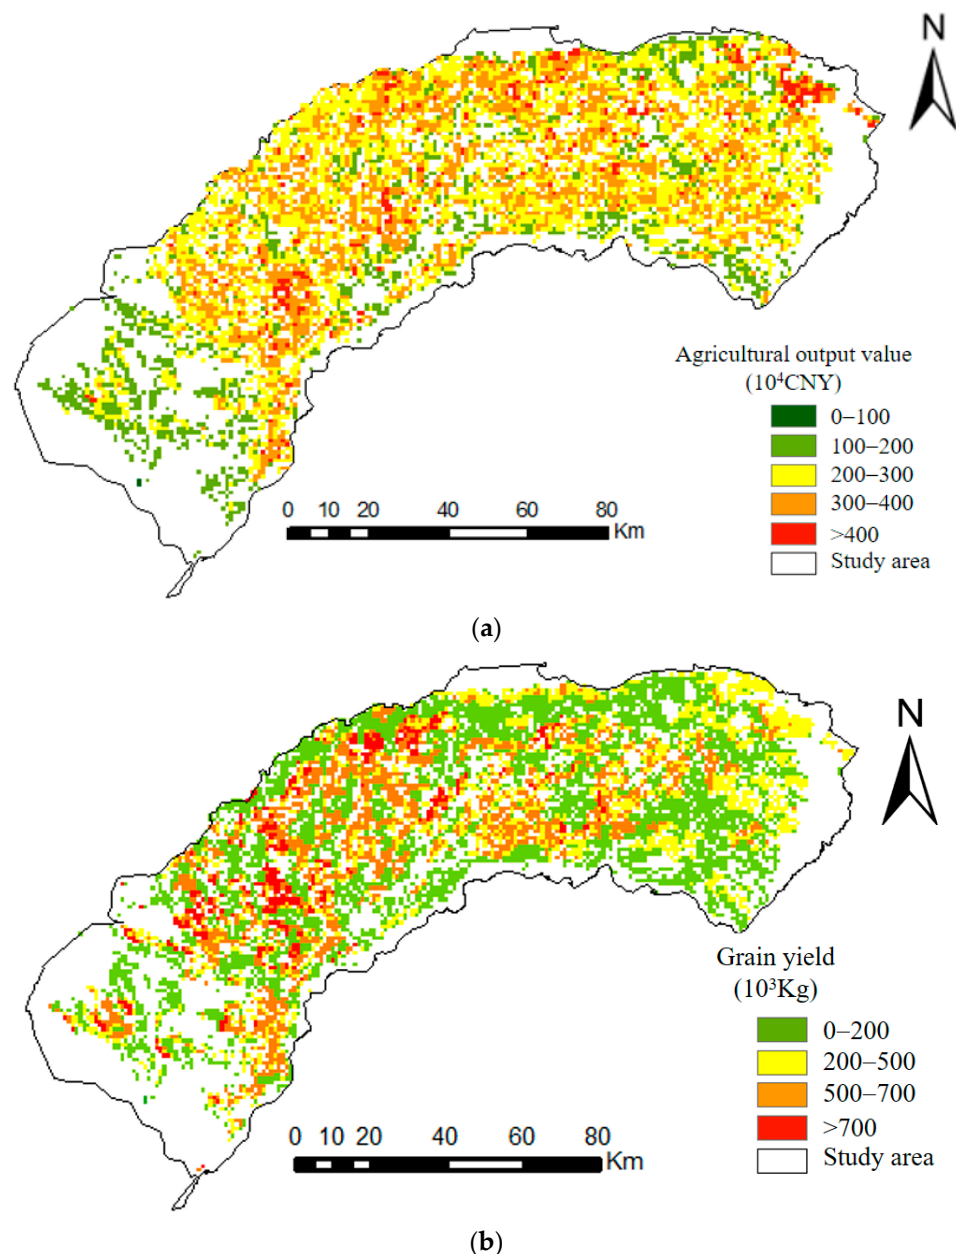 N
Agricultural output value
(10⁴CNY)
0–100
100–200
200–300
300–400
>400
Study area
0 10 20 40 60 80
Km
(a)
N
Grain yield
(10³Kg)
0–200
200–500
500–700
>700
Study area
0 10 20 40 60 80
Km
(b)